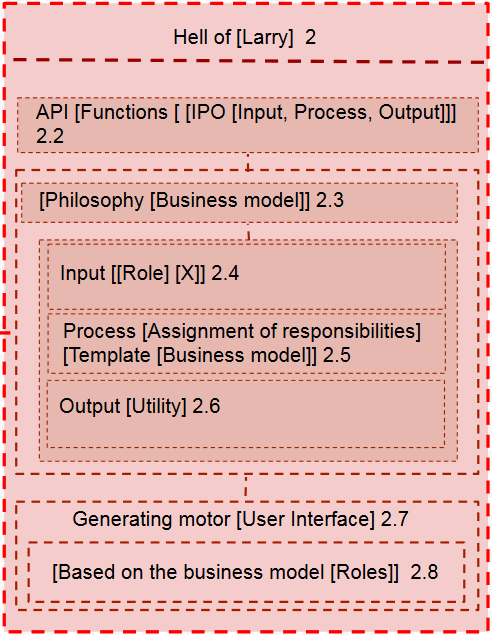 Hell of [Larry]  2
API [Functions [ [IPO [Input, Process, Output]]]
2.2
[Philosophy [Business model]] 2.3
Input [[Role] [X]] 2.4
Process [Assignment of responsibilities]
[Template [Business model]] 2.5
Output [Utility] 2.6
Generating motor [User Interface] 2.7
[Based on the business model [Roles]]  2.8